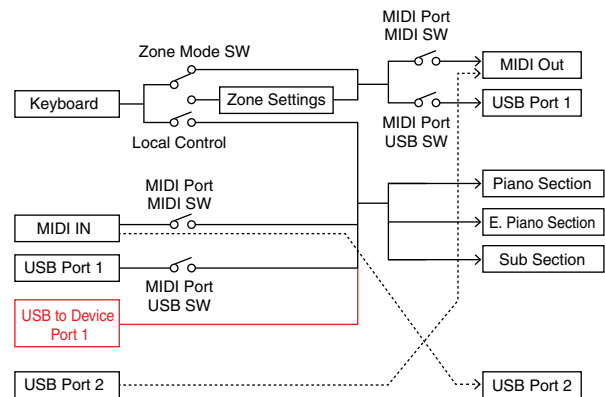 MIDI Port
MIDI SW
Zone Mode SW
MIDI Out
Keyboard
Zone Settings
USB Port 1
Local Control
MIDI Port
USB SW
MIDI Port
MIDI SW
Piano Section
MIDI IN
E. Piano Section
USB Port 1
Sub Section
MIDI Port
USB SW
USB to Device
Port 1
USB Port 2
USB Port 2